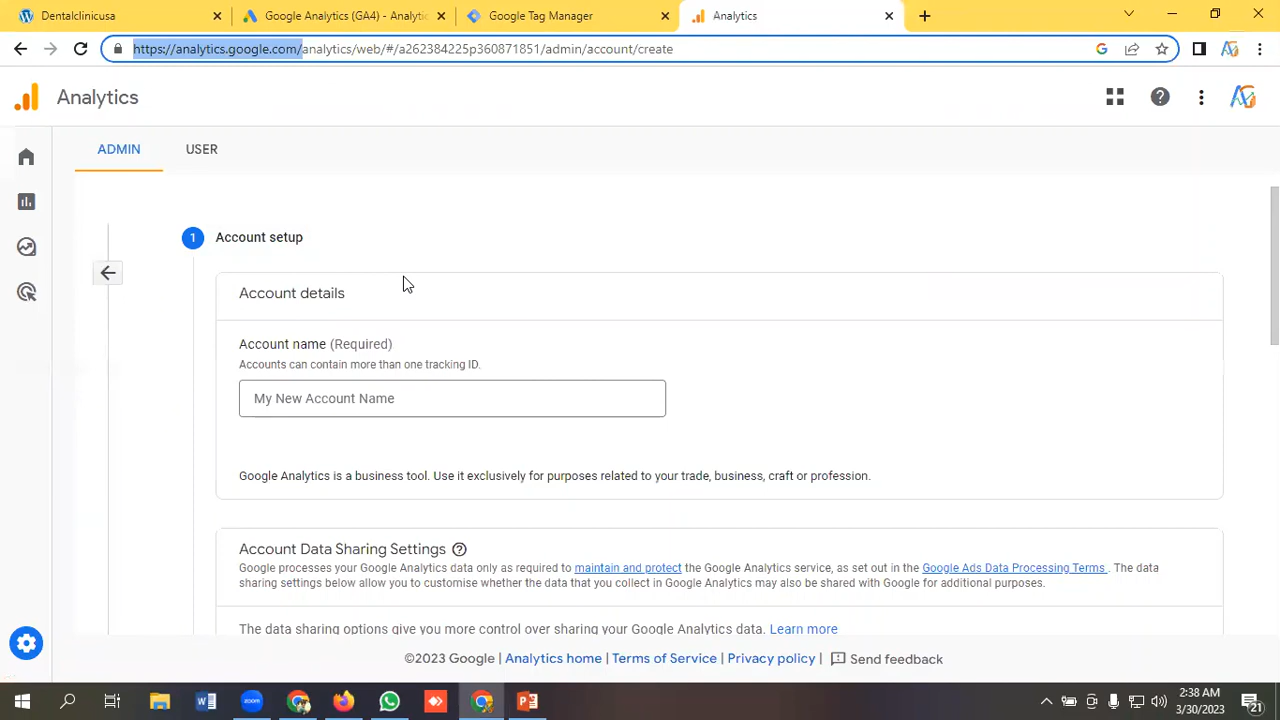 Dentalclinicusa
Google Analytics (GA4) - Analytic
Google Tag Manager
Analytics
https://analytics.google.com/analytics/web/#/a262384225p360871851/admin/account/create
Analytics
ADMIN USER
1 Account setup
Account details
Account name (Required)
Accounts can contain more than one tracking ID.
My New Account Name
Google Analytics is a business tool. Use it exclusively for purposes related to your trade, business, craft or profession.
Account Data Sharing Settings
Google processes your Google Analytics data only as required to maintain and protect the Google Analytics service, as set out in the Google Ads Data Processing Terms . The data
sharing settings below allow you to customise whether the data that you collect in Google Analytics may also be shared with Google for additional purposes.
The data sharing options give you more control over sharing your Google Analytics data. Learn more
©2023 Google | Analytics home | Terms of Service | Privacy policy | Send feedback
zoom
2:38 AM
3/30/2023
21